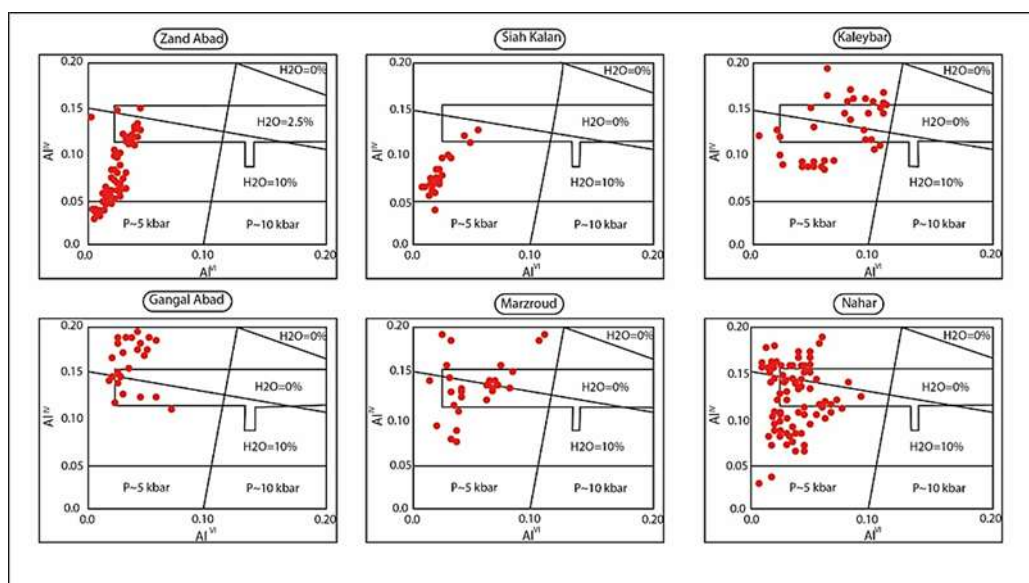 Zand Abad
0.20
H2O=0%
0.15
H2O=2.5%
Al^IV
0.10
H2O=10%
0.05
P~5 kbar
P~10 kbar
0.0
0.0
0.10
0.20
Al^VI
Siah Kalan
0.20
H2O=0%
0.15
H2O=0%
Al^IV
0.10
H2O=10%
0.05
P~5 kbar
P~10 kbar
0.0
0.0
0.10
0.20
Al^VI
Kaleybar
0.20
H2O=0%
0.15
H2O=0%
Al^IV
0.10
H2O=10%
0.05
P~5 kbar
P~10 kbar
0.0
0.0
0.10
0.20
Al^VI
Gangal Abad
0.20
H2O=0%
0.15
H2O=0%
Al^IV
0.10
H2O=10%
0.05
P~5 kbar
P~10 kbar
0.0
0.0
0.10
0.20
Al^VI
Marzroud
0.20
H2O=0%
0.15
H2O=0%
Al^IV
0.10
H2O=10%
0.05
P~5 kbar
P~10 kbar
0.0
0.0
0.10
0.20
Al^VI
Nahar
0.20
H2O=0%
0.15
H2O=0%
Al^IV
0.10
H2O=10%
0.05
P~5 kbar
P~10 kbar
0.0
0.0
0.10
0.20
Al^VI